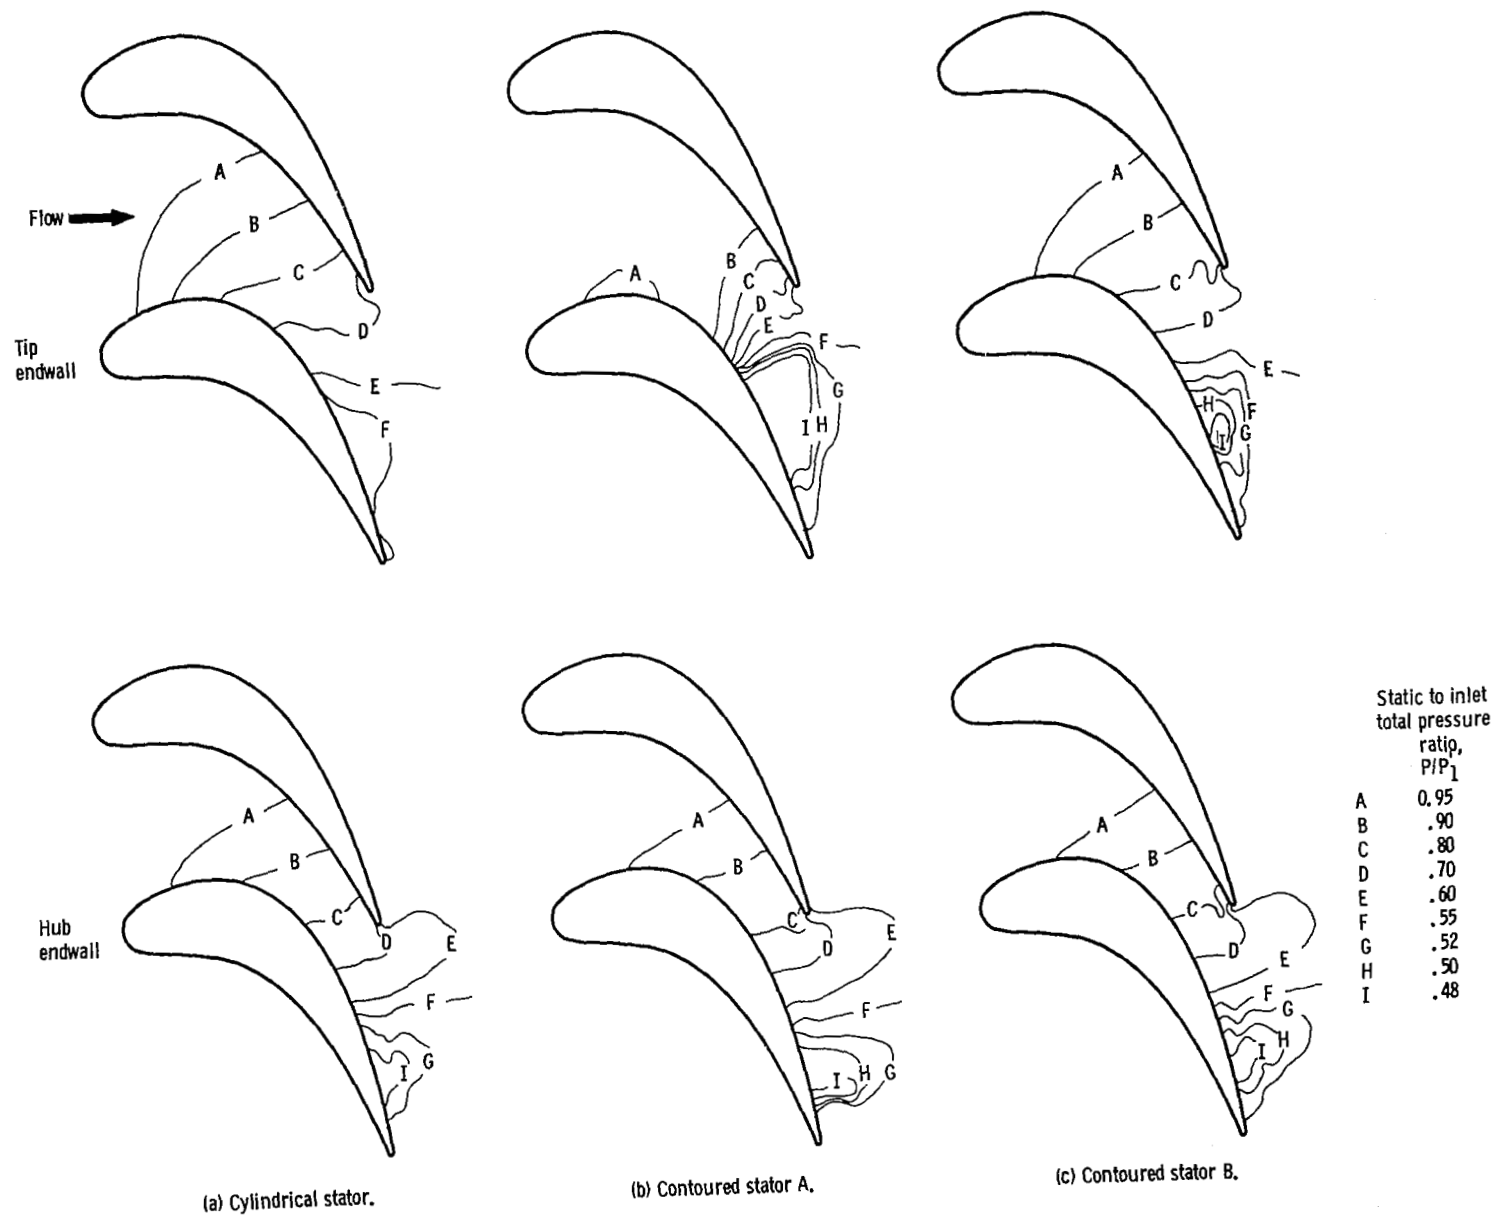 A
B
C
D
E
F
Flow
Tip
endwall
A
B
C
D
E
F
G
H
I
A
B
C
D
E
F
G
H
I
A
B
C
D
E
F
G
I
Hub
endwall
A
B
C
D
E
F
G
H
I
A
B
C
D
E
F
G
H
I
Static to inlet
total pressure
ratio,
P/P1
A 0.95
B .90
C .80
D .70
E .60
F .55
G .52
H .50
I .48
(a) Cylindrical stator.
(b) Contoured stator A.
(c) Contoured stator B.